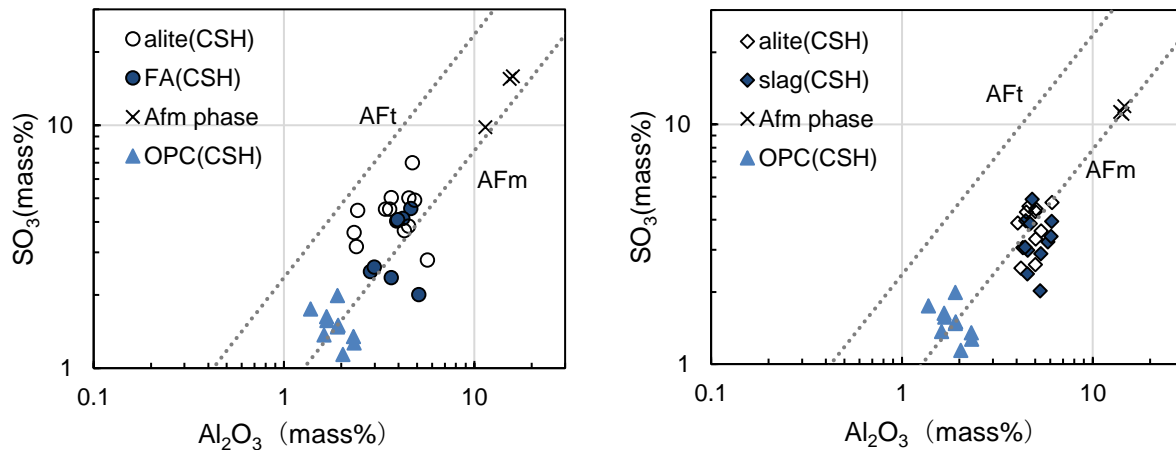 alite(CSH)
FA(CSH)
Afm phase
OPC(CSH)
AFt
AFm
10
1
0.1
1
10
SO3(mass%)
Al2O3 (mass%)
alite(CSH)
slag(CSH)
Afm phase
OPC(CSH)
AFt
AFm
10
1
0.1
1
10
SO3(mass%)
Al2O3 (mass%)